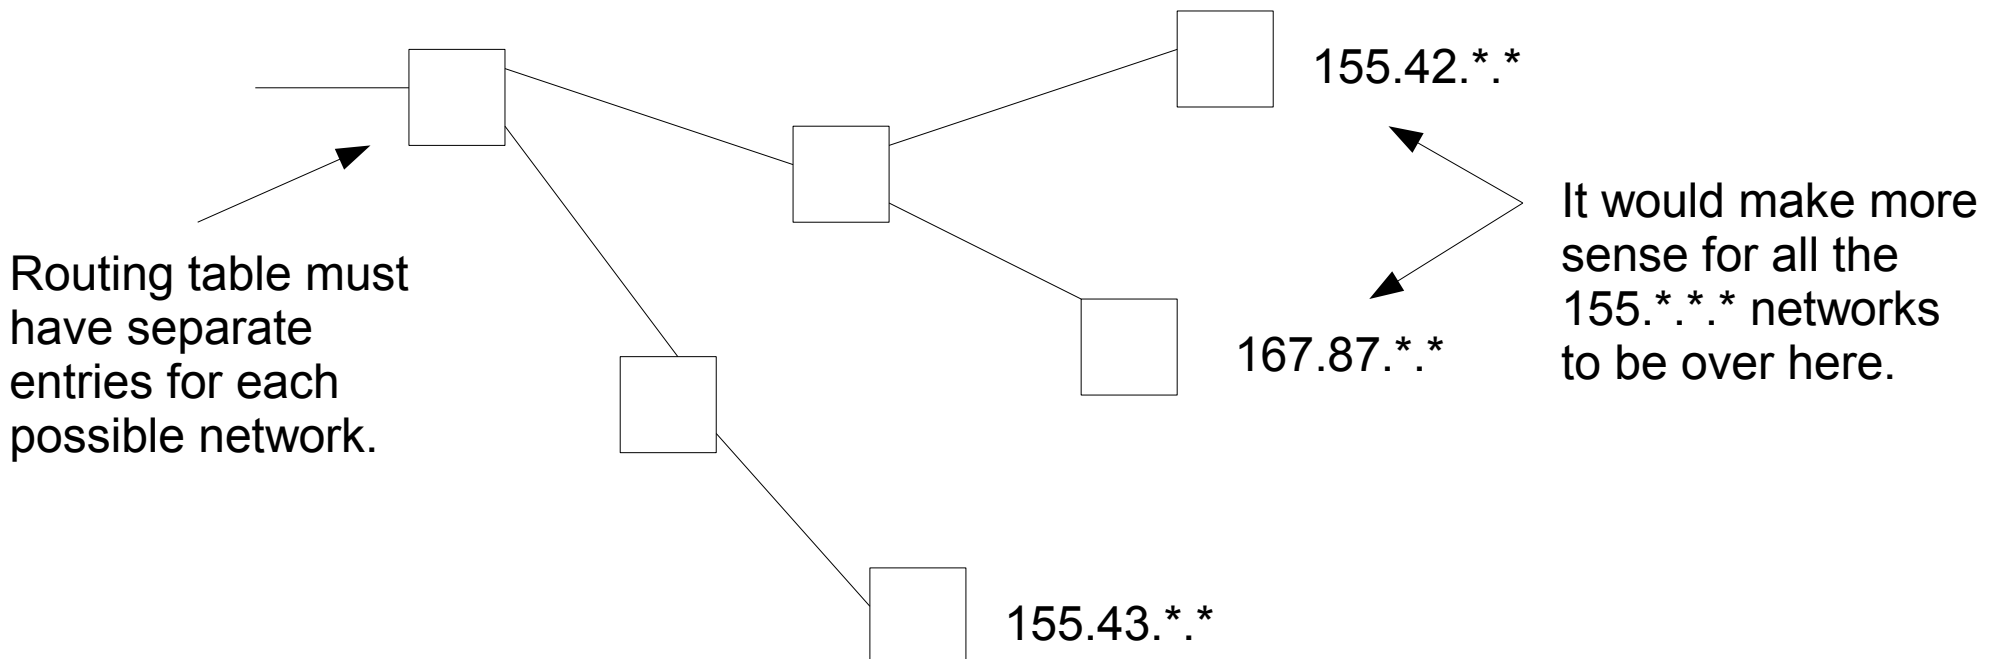 155.42.*.*
Routing table must
have separate
entries for each
possible network.
It would make more
sense for all the
155.*.*.* networks
to be over here.
167.87.*.*
155.43.*.*